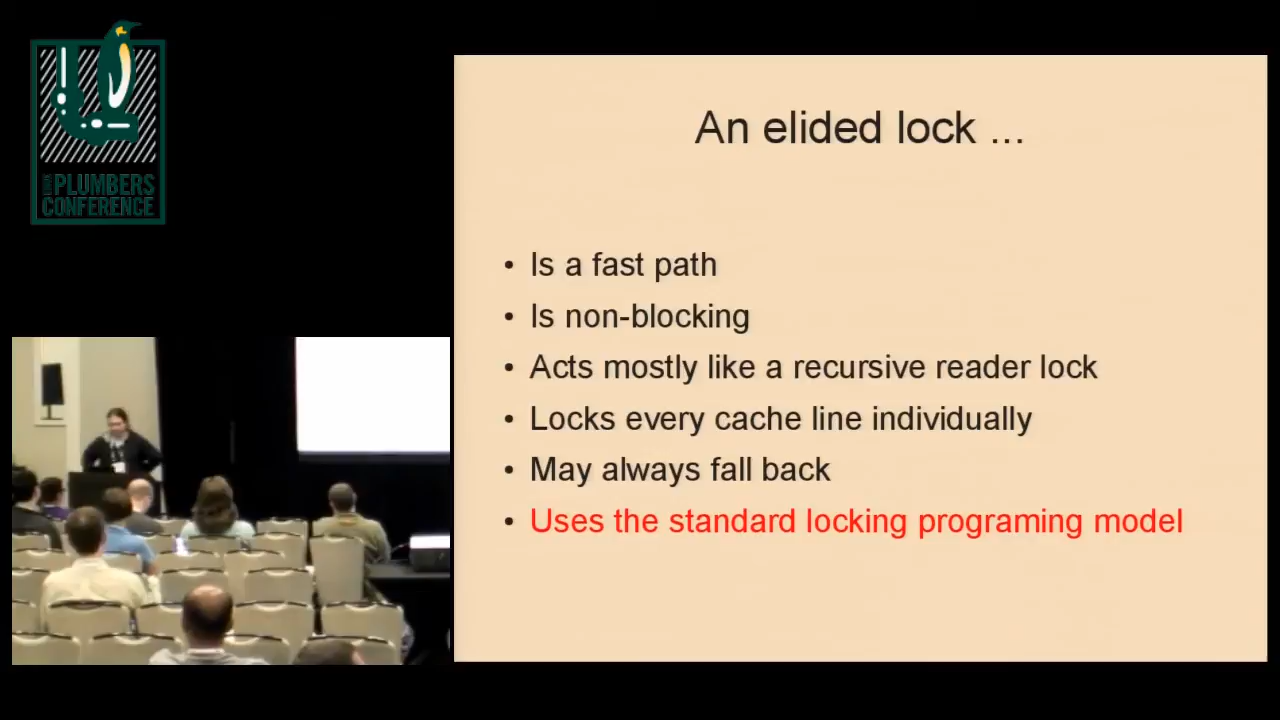 LINUX PLUMBERS
CONFERENCE
An elided lock ...
• Is a fast path
• Is non-blocking
• Acts mostly like a recursive reader lock
• Locks every cache line individually
• May always fall back
• Uses the standard locking programing model